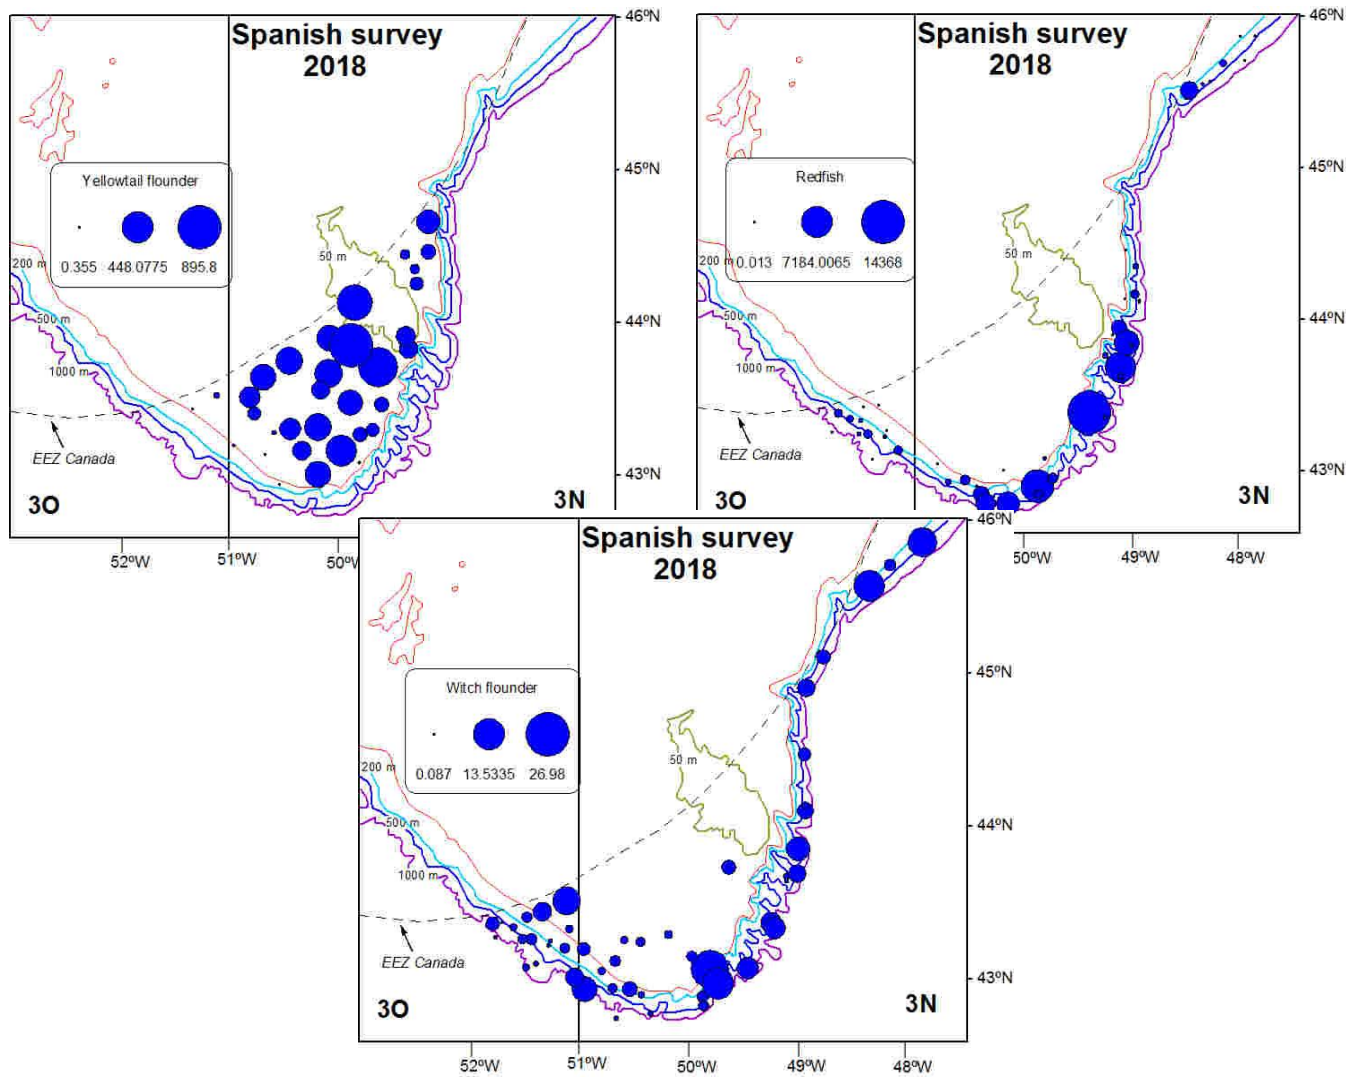 Spanish survey
2018
46ºN
45ºN
44ºN
43ºN
Yellowtail flounder
0.355 448.0775 895.8
50 m
200 m
500 m
1000 m
EEZ Canada
3O
3N
52ºW 51ºW 50ºW
Spanish survey
2018
46ºN
45ºN
44ºN
43ºN
Redfish
0.013 7184.0065 14368
50 m
200 m
500 m
1000 m
EEZ Canada
3O
3N
50ºW 49ºW 48ºW
Spanish survey
2018
46ºN
45ºN
44ºN
43ºN
Witch flounder
0.087 13.5335 26.98
50 m
200 m
500 m
1000 m
EEZ Canada
3O
3N
52ºW 51ºW 50ºW 49ºW 48ºW